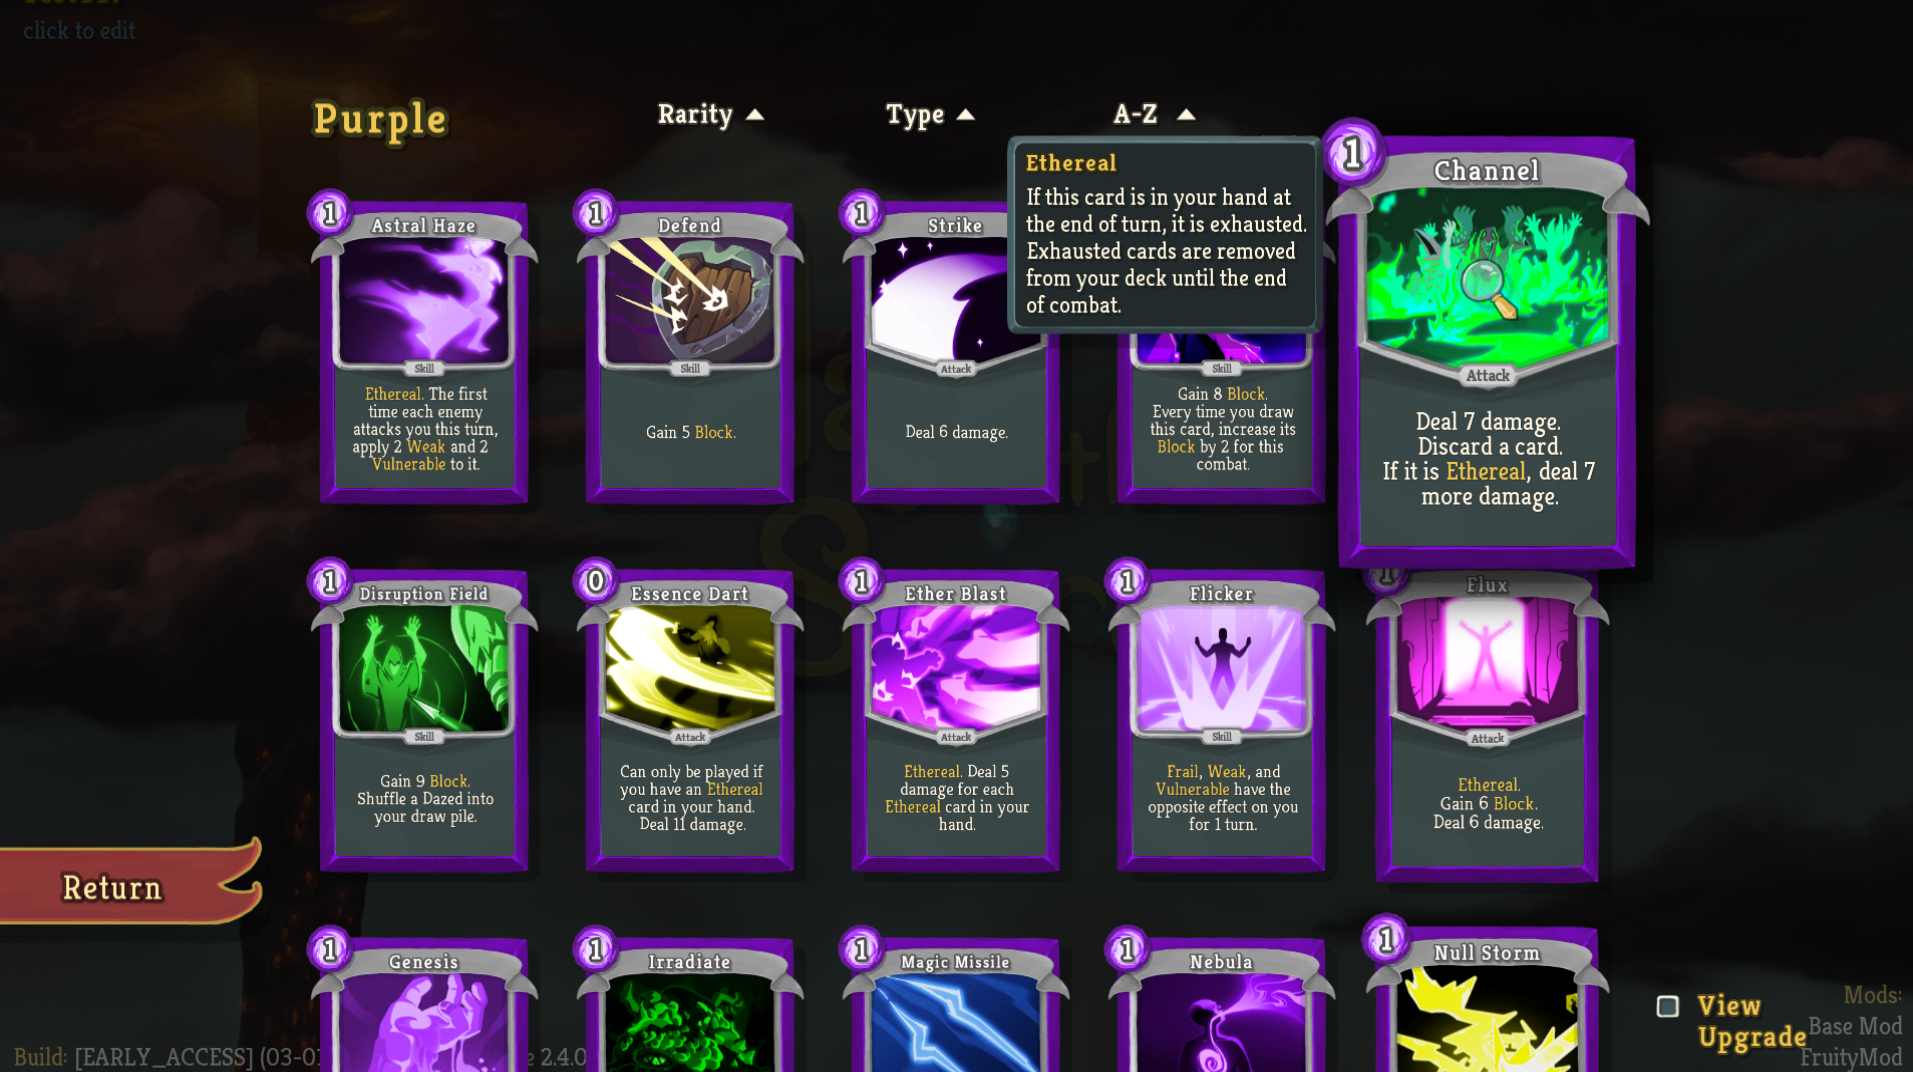 click to edit
Purple
Rarity
Type
A-Z
Ethereal
If this card is in your hand at
the end of turn, it is exhausted.
Exhausted cards are removed
from your deck until the end
of combat.
1
Channel
Attack
Deal 7 damage.
Discard a card.
If it is Ethereal, deal 7
more damage.
1
Astral Haze
Skill
Ethereal. The first
time each enemy
attacks you this turn,
apply 2 Weak and 2
Vulnerable to it.
1
Defend
Skill
Gain 5 Block.
1
Strike
Attack
Deal 6 damage.
Skill
Gain 8 Block.
Every time you draw
this card, increase its
Block by 2 for this
combat.
1
Disruption Field
Skill
Gain 9 Block.
Shuffle a Dazed into
your draw pile.
0
Essence Dart
Attack
Can only be played if
you have an Ethereal
card in your hand.
Deal 11 damage.
1
Ether Blast
Attack
Ethereal. Deal 5
damage for each
Ethereal card in your
hand.
1
Flicker
Skill
Frail, Weak, and
Vulnerable have the
opposite effect on you
for 1 turn.
1
Flux
Attack
Ethereal.
Gain 6 Block.
Deal 6 damage.
Return
1
Genesis
1
Irradiate
1
Magic Missile
1
Nebula
1
Null Storm
View
Upgrade
Mods:
Base Mod
FruityMod
Build: [EARLY_ACCESS] (03-01 e 2.4.0